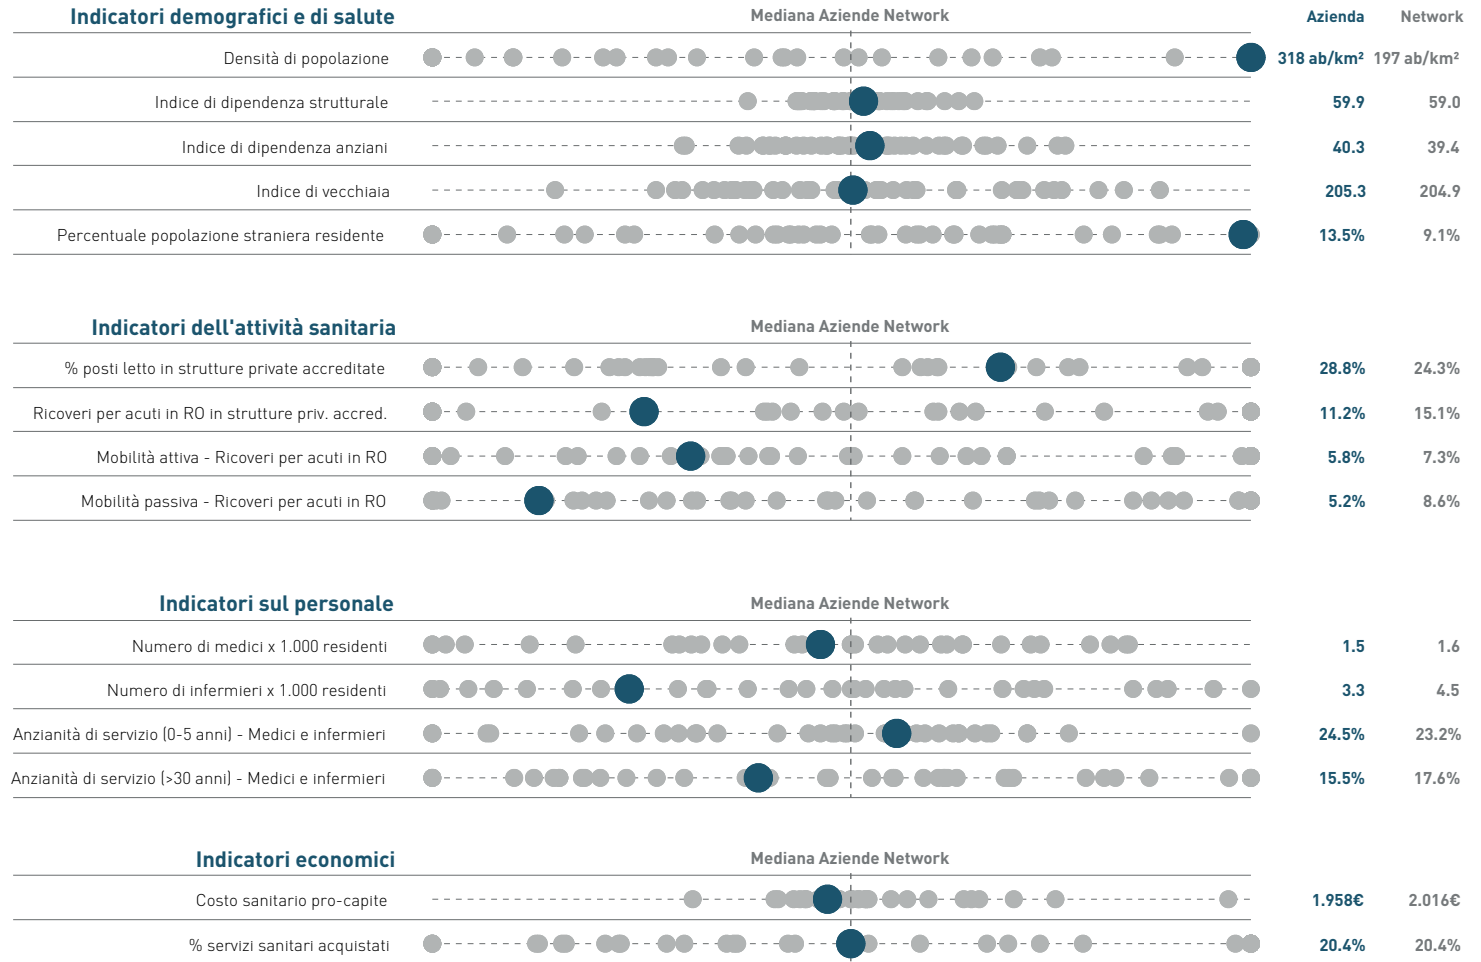 Indicatori demografici e di salute Mediana Aziende Network Azienda Network
Densità di popolazione 318 ab/km² 197 ab/km²
Indice di dipendenza strutturale 59.9 59.0
Indice di dipendenza anziani 40.3 39.4
Indice di vecchiaia 205.3 204.9
Percentuale popolazione straniera residente 13.5% 9.1%
Indicatori dell'attività sanitaria Mediana Aziende Network
% posti letto in strutture private accreditate 28.8% 24.3%
Ricoveri per acuti in RO in strutture priv. accred. 11.2% 15.1%
Mobilità attiva - Ricoveri per acuti in RO 5.8% 7.3%
Mobilità passiva - Ricoveri per acuti in RO 5.2% 8.6%
Indicatori sul personale Mediana Aziende Network
Numero di medici x 1.000 residenti 1.5 1.6
Numero di infermieri x 1.000 residenti 3.3 4.5
Anzianità di servizio (0-5 anni) - Medici e infermieri 24.5% 23.2%
Anzianità di servizio (>30 anni) - Medici e infermieri 15.5% 17.6%
Indicatori economici Mediana Aziende Network
Costo sanitario pro-capite 1.958€ 2.016€
% servizi sanitari acquistati 20.4% 20.4%